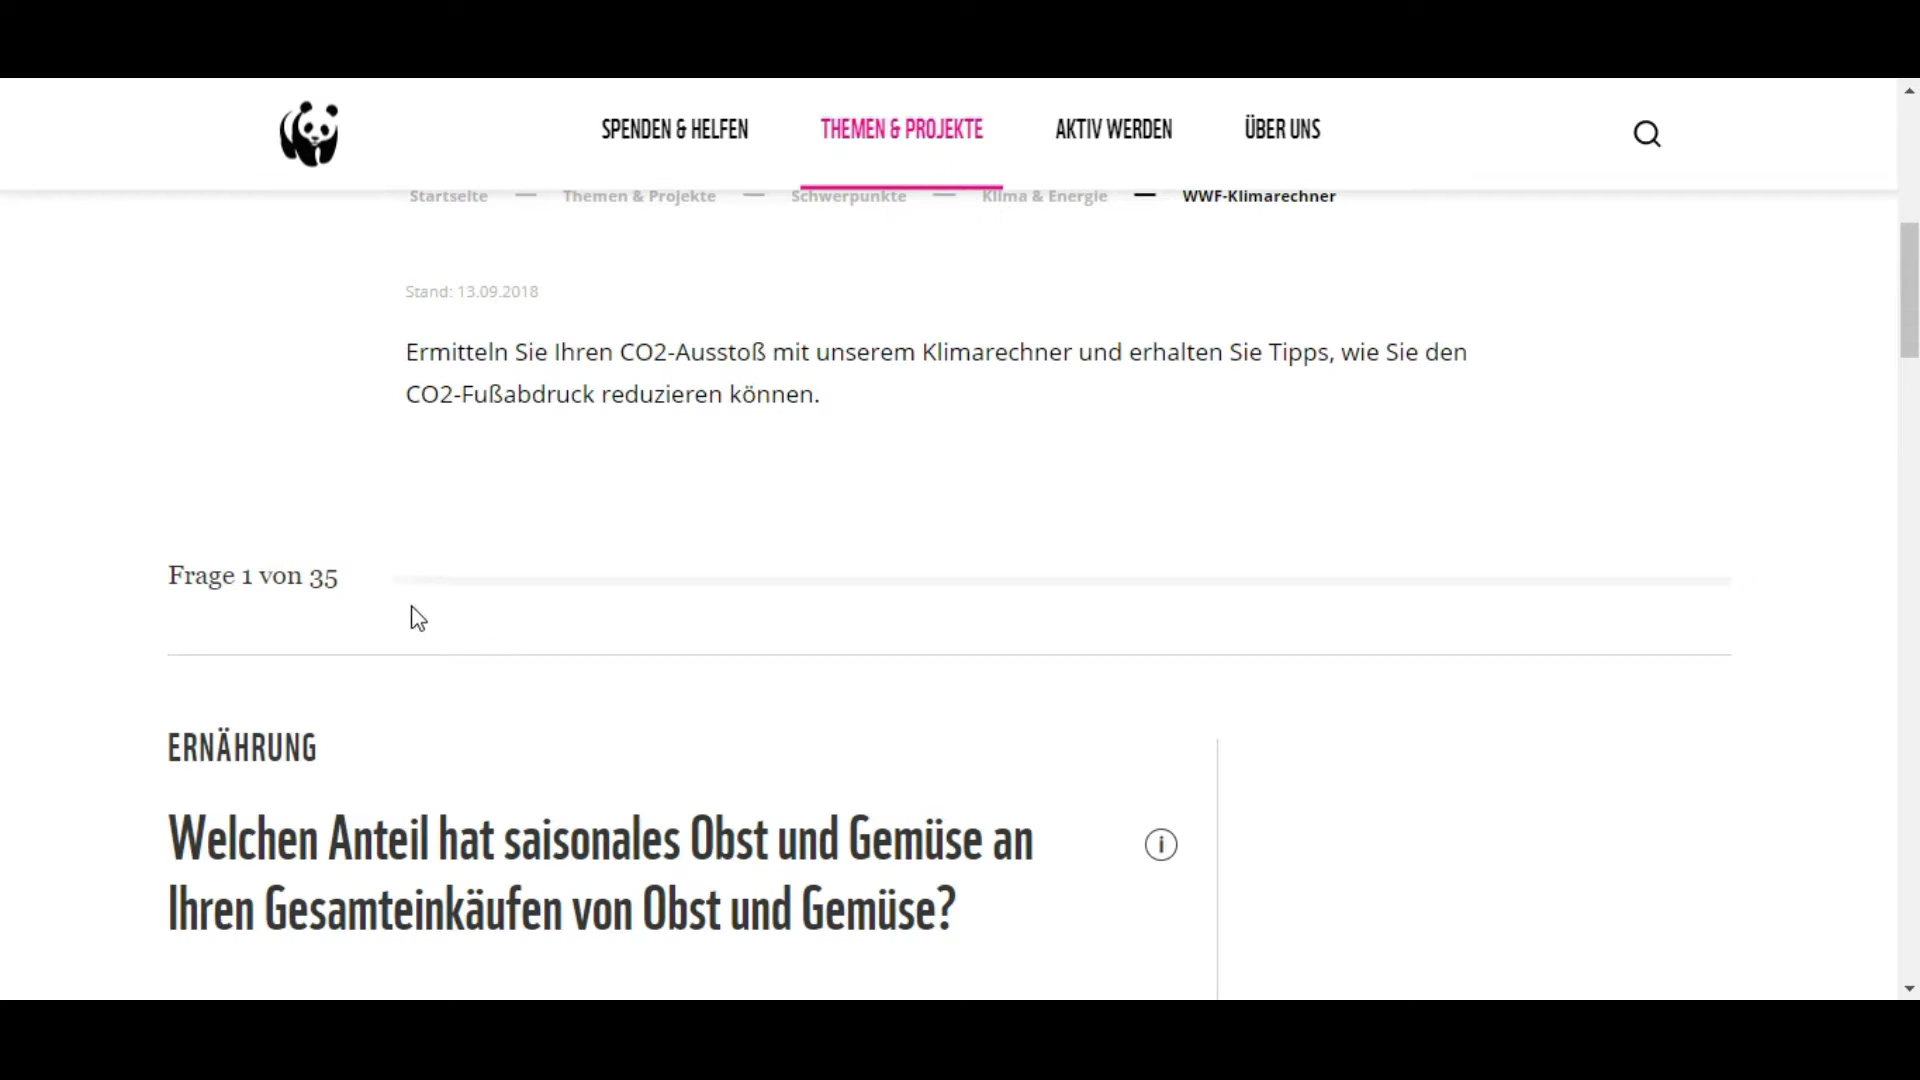 SPENDEN & HELFEN THEMEN & PROJEKTE AKTIV WERDEN ÜBER UNS
Startseite — Themen & Projekte — Schwerpunkte — Klima & Energie — WWF-Klimarechner
Stand: 13.09.2018
Ermitteln Sie Ihren CO2-Ausstoß mit unserem Klimarechner und erhalten Sie Tipps, wie Sie den
CO2-Fußabdruck reduzieren können.
Frage 1 von 35
ERNÄHRUNG
Welchen Anteil hat saisonales Obst und Gemüse an
Ihren Gesamteinkäufen von Obst und Gemüse?